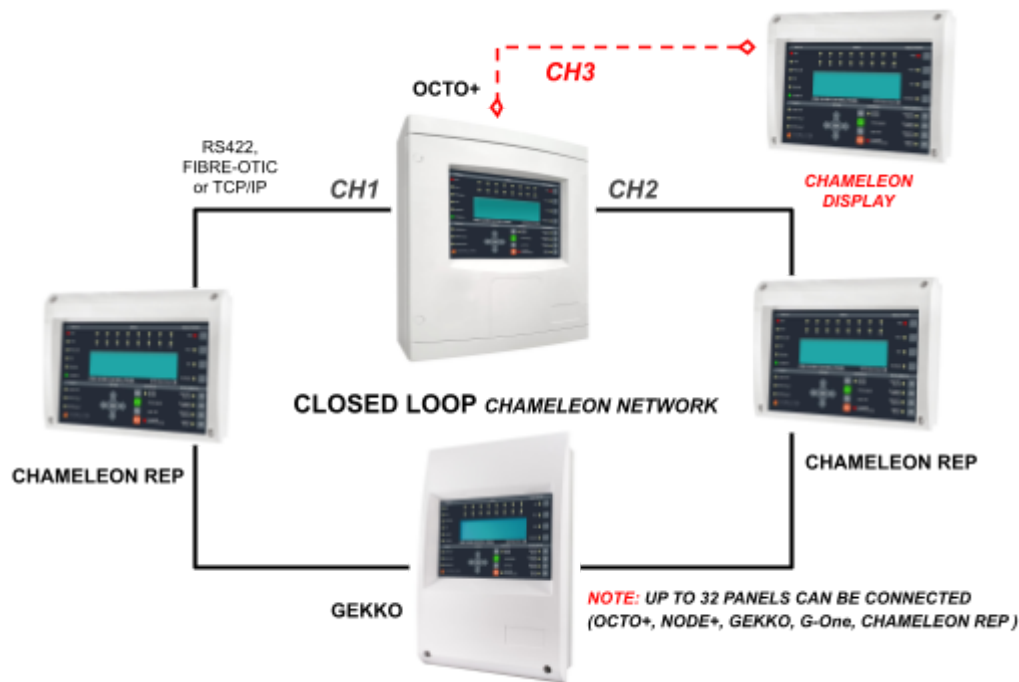 CH3
OCTO+
RS422,
FIBRE-OTIC
or TCP/IP
CH1
CH2
CHAMELEON
DISPLAY
CLOSED LOOP CHAMELEON NETWORK
CHAMELEON REP
CHAMELEON REP
GEKKO
NOTE: UP TO 32 PANELS CAN BE CONNECTED
(OCTO+, NODE+, GEKKO, G-One, CHAMELEON REP )